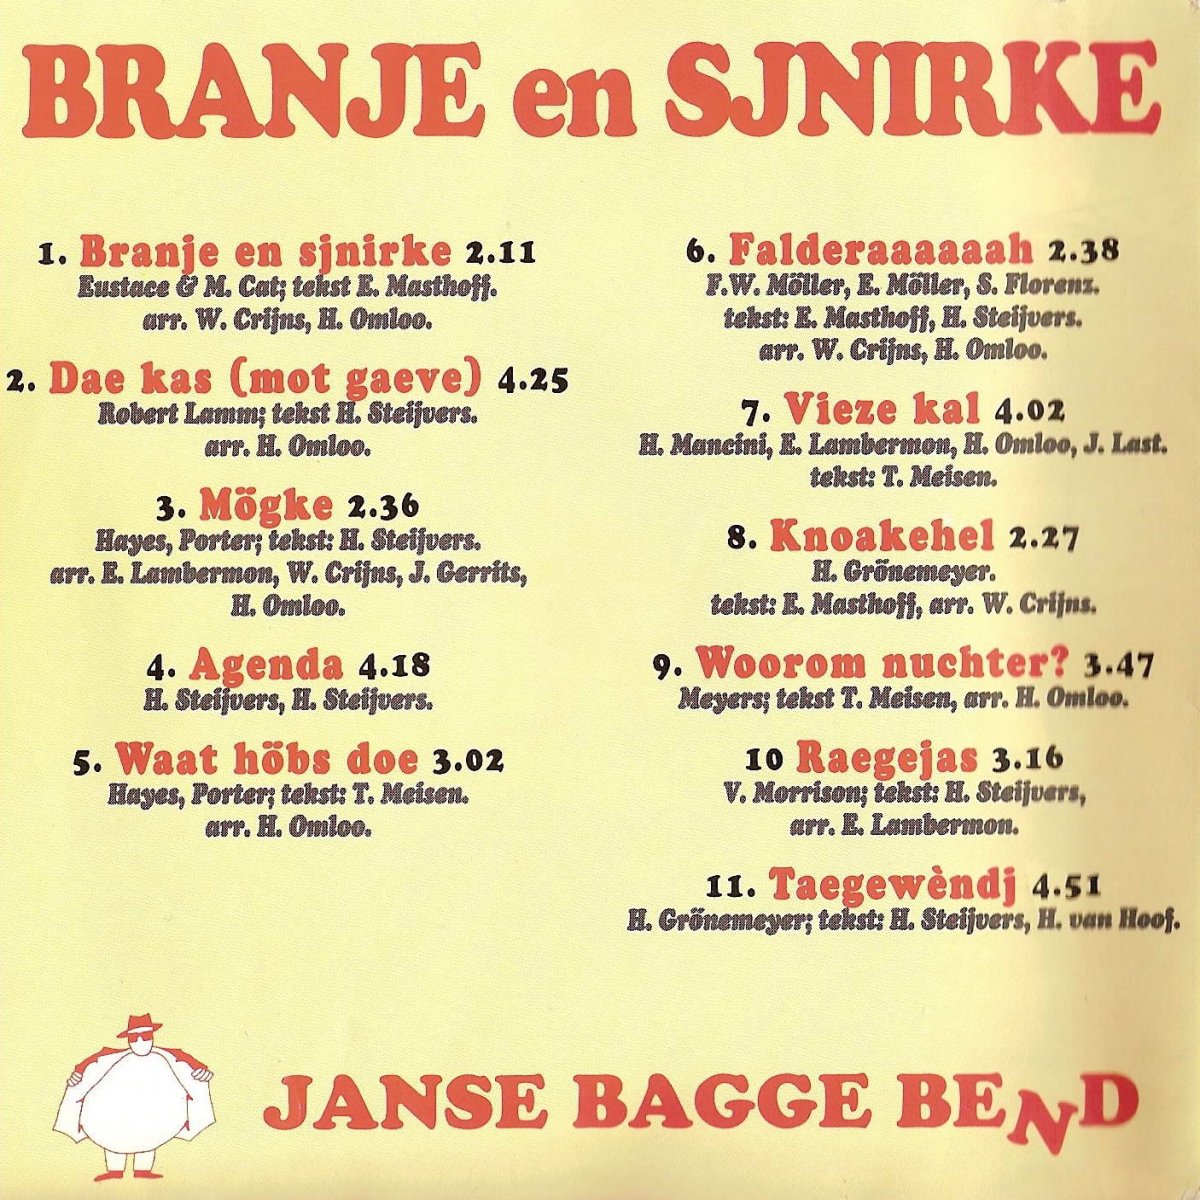 BRANJE en SJNIRKE
1. Branje en sjnirke 2.11
Eustace & M. Cat; tekst E. Masthoff.
arr. W. Crijns, H. Omloo.
2. Dae kas (mot gaeve) 4.25
Robert Lamm; tekst H. Steijvers.
arr. H. Omloo.
3. Mögke 2.36
Hayes, Porter; tekst: H. Steijvers.
arr. E. Lambermon, W. Crijns, J. Gerrits,
H. Omloo.
4. Agenda 4.18
H. Steijvers, H. Steijvers.
5. Waat höbs doe 3.02
Hayes, Porter; tekst: T. Meisen.
arr. H. Omloo.
6. Falderaaaaaah 2.38
F.W. Möller, E. Möller, S. Florenz.
tekst: E. Masthoff, H. Steijvers.
arr. W. Crijns, H. Omloo.
7. Vieze kal 4.02
H. Mancini, E. Lambermon, H. Omloo, J. Last.
tekst: T. Meisen.
8. Knoakehel 2.27
H. Grönemeyer.
tekst: E. Masthoff, arr. W. Crijns.
9. Woorom nuchter? 3.47
Meyers; tekst T. Meisen, arr. H. Omloo.
10 Raegejas 3.16
V. Morrison; tekst: H. Steijvers,
arr. E. Lambermon.
11. Taegewèndj 4.51
H. Grönemeyer; tekst: H. Steijvers, H. van Hoof.
JANSE BAGGE BEND